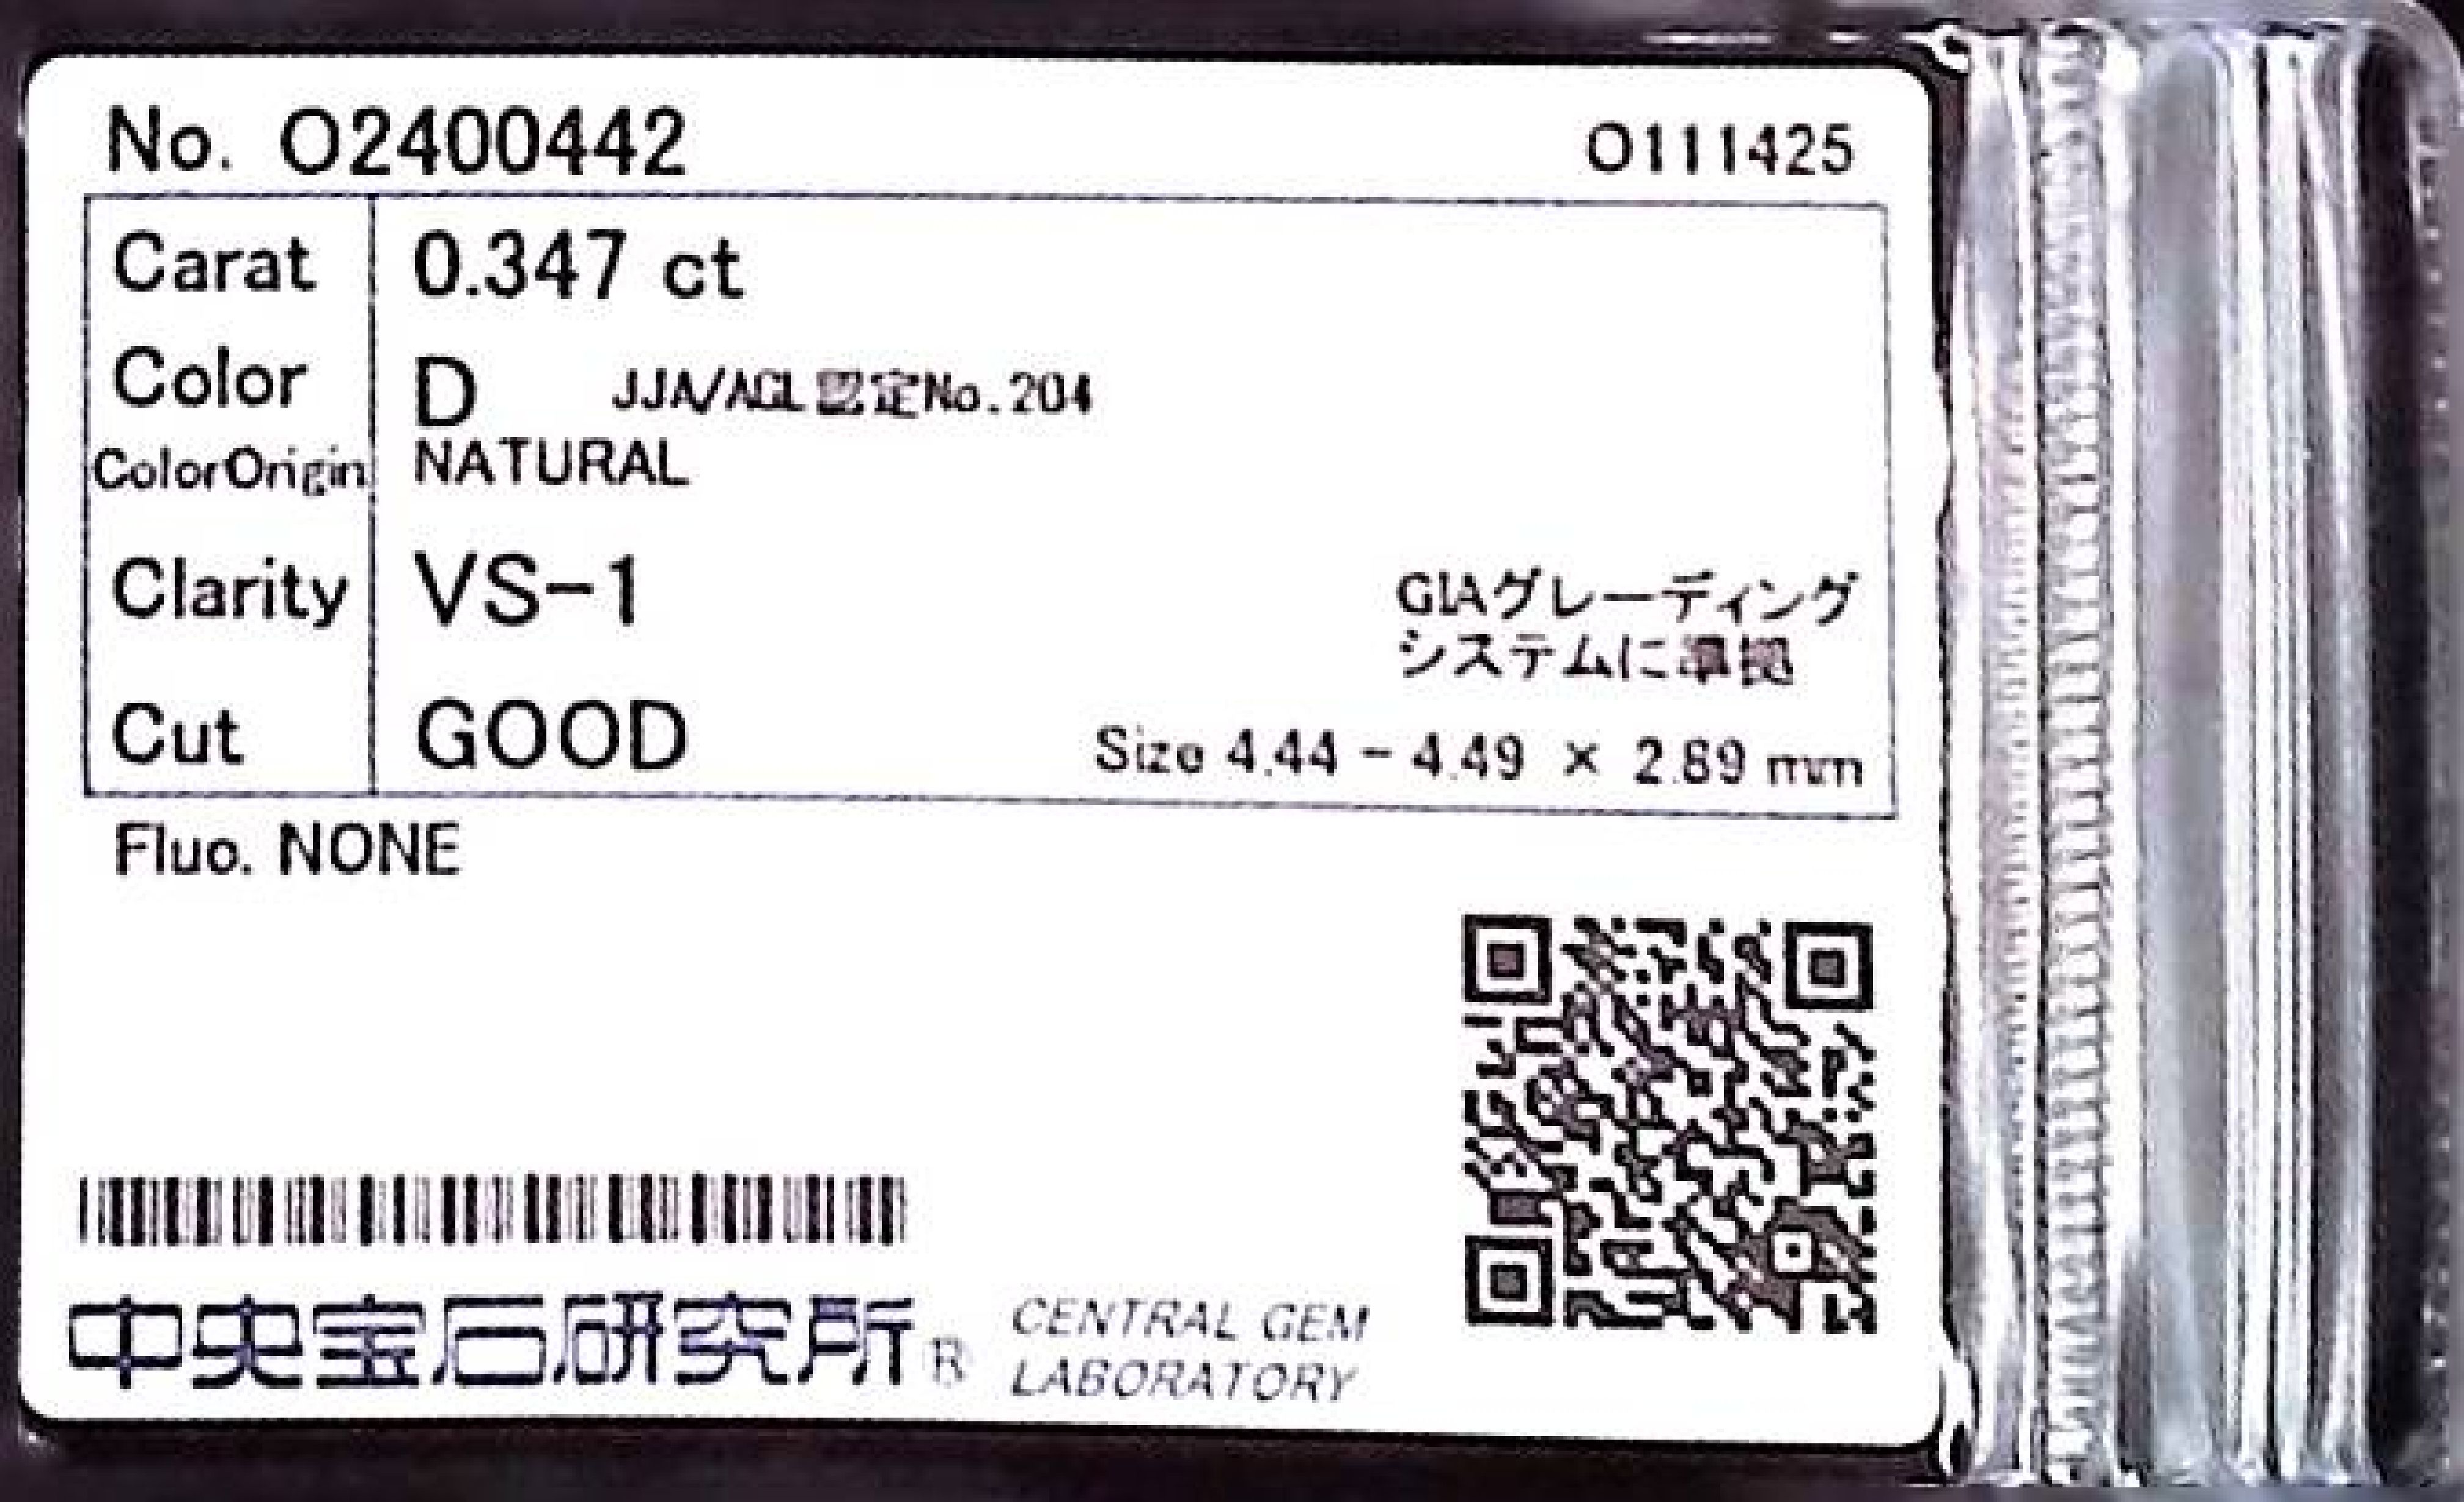 No. O2400442 O111425
Carat 0.347 ct
Color D JJA/AGL認定No.204
ColorOrigin NATURAL
Clarity VS-1
GIAグレーディング
システムに準拠
Cut GOOD
Size 4.44 - 4.49 × 2.89 mm
Fluo. NONE
中央宝石研究所® CENTRAL GEM
LABORATORY